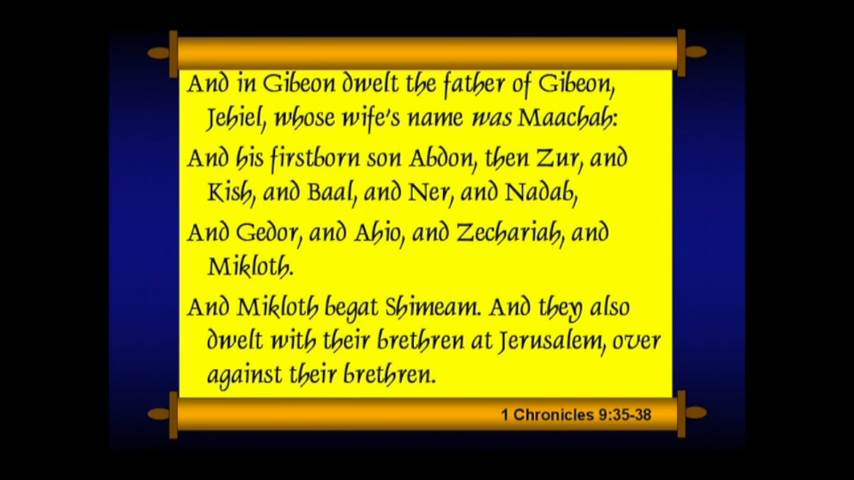 And in Gibeon dwelt the father of Gibeon,
Jehiel, whose wife's name was Maachah:
And his firstborn son Abdon, then Zur, and
Kish, and Baal, and Ner, and Nadab,
And Gedor, and Ahio, and Zechariah, and
Mikloth.
And Mikloth begat Shimeam. And they also
dwelt with their brethren at Jerusalem, over
against their brethren.
1 Chronicles 9:35-38